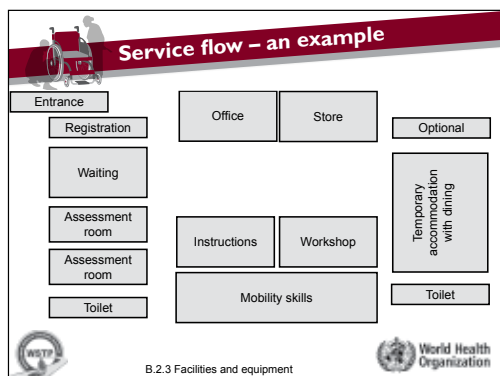 Service flow – an example
Entrance
Registration
Waiting
Assessment
room
Assessment
room
Toilet
Office
Store
Instructions
Workshop
Mobility skills
Optional
Temporary
accommodation
with dining
Toilet
WSTP
B.2.3 Facilities and equipment
World Health
Organization